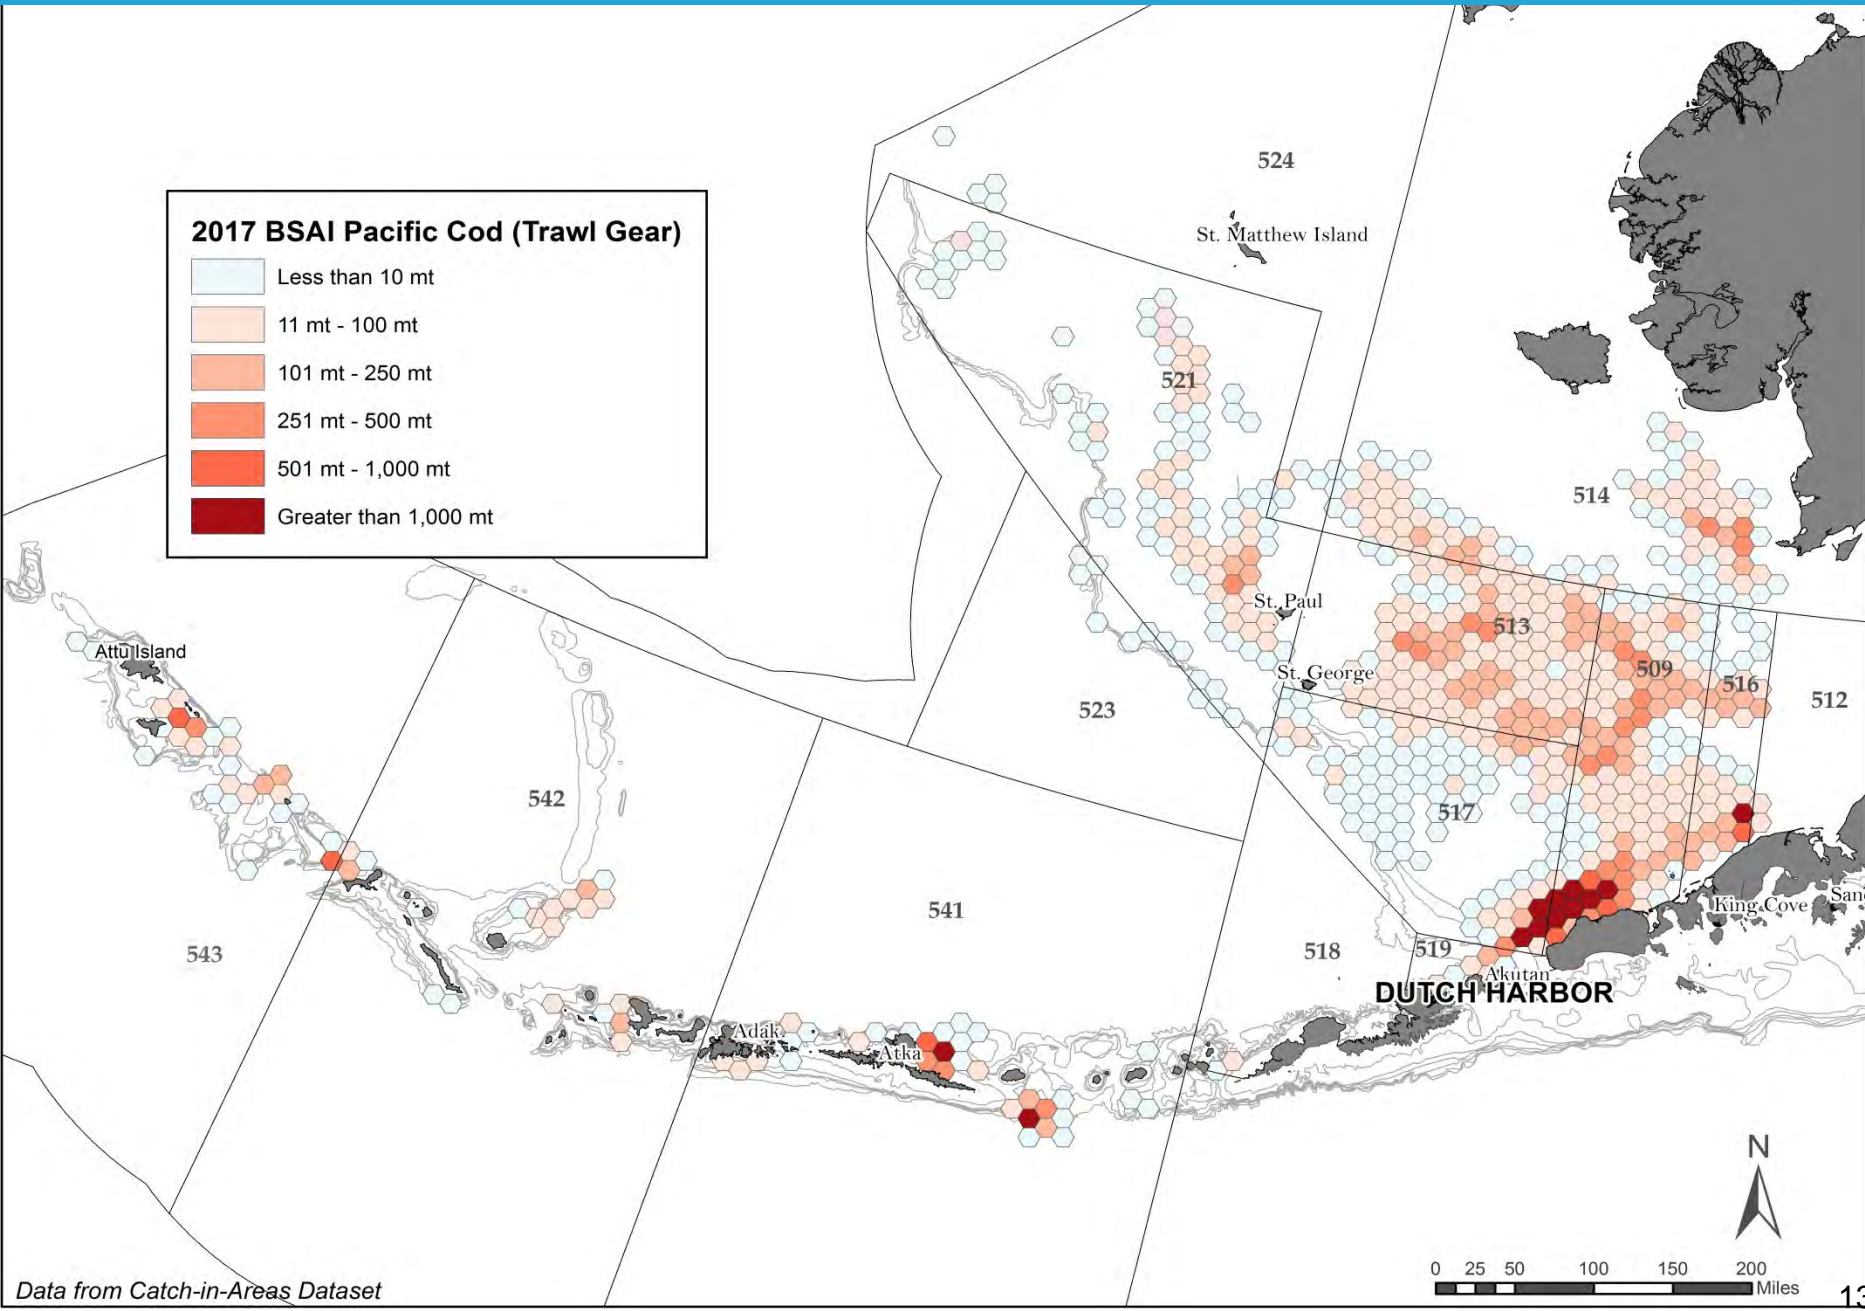 2017 BSAI Pacific Cod (Trawl Gear)
Less than 10 mt
11 mt - 100 mt
101 mt - 250 mt
251 mt - 500 mt
501 mt - 1,000 mt
Greater than 1,000 mt
524
St. Matthew Island
521
514
St. Paul
513
Attu Island
509
St. George
516
512
523
542
517
541
King Cove
543
518
519
Akutan
DUTCH HARBOR
Adak
Atka
N
0 25 50 100 150 200
Miles
Data from Catch-in-Areas Dataset